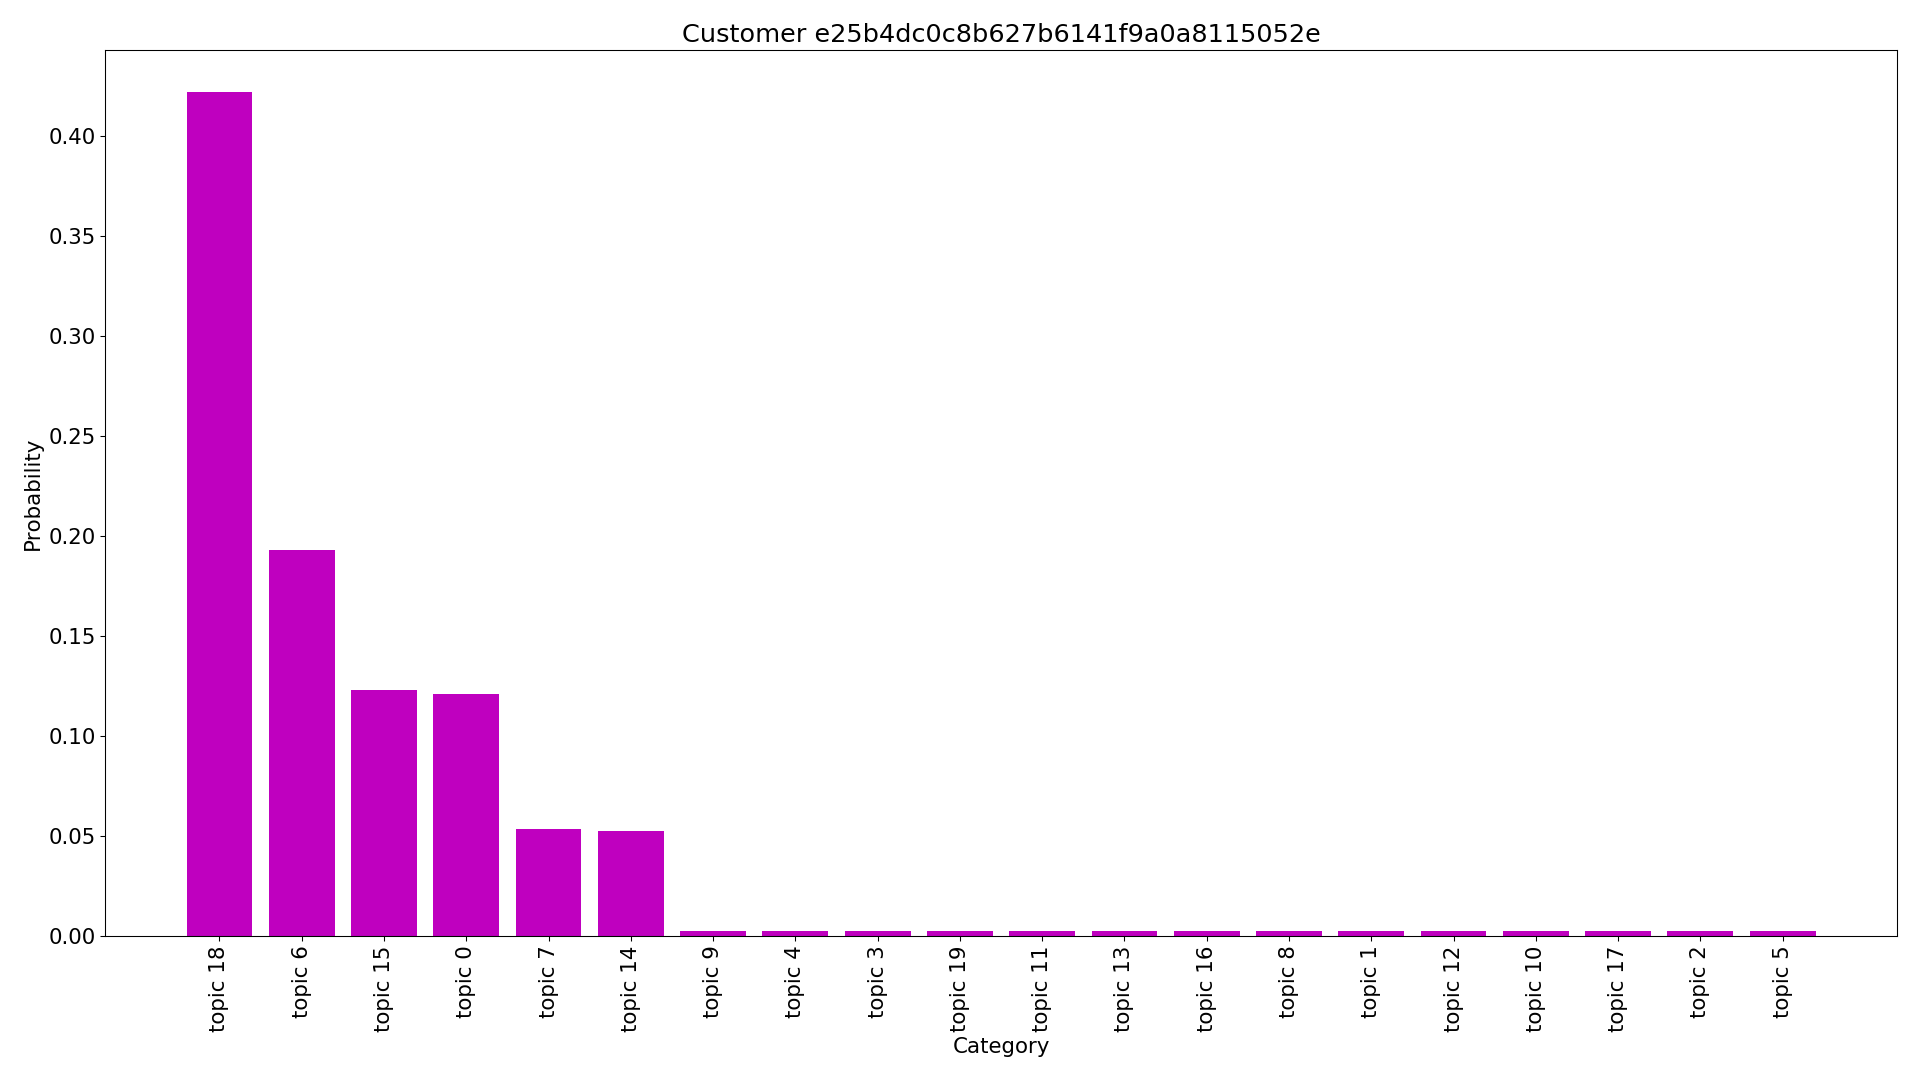 Customer e25b4dc0c8b627b6141f9a0a8115052e
Probability
0.40
0.35
0.30
0.25
0.20
0.15
0.10
0.05
0.00
topic 18
topic 6
topic 15
topic 0
topic 7
topic 14
topic 9
topic 4
topic 3
topic 19
topic 11
topic 13
topic 16
topic 8
topic 1
topic 12
topic 10
topic 17
topic 2
topic 5
Category